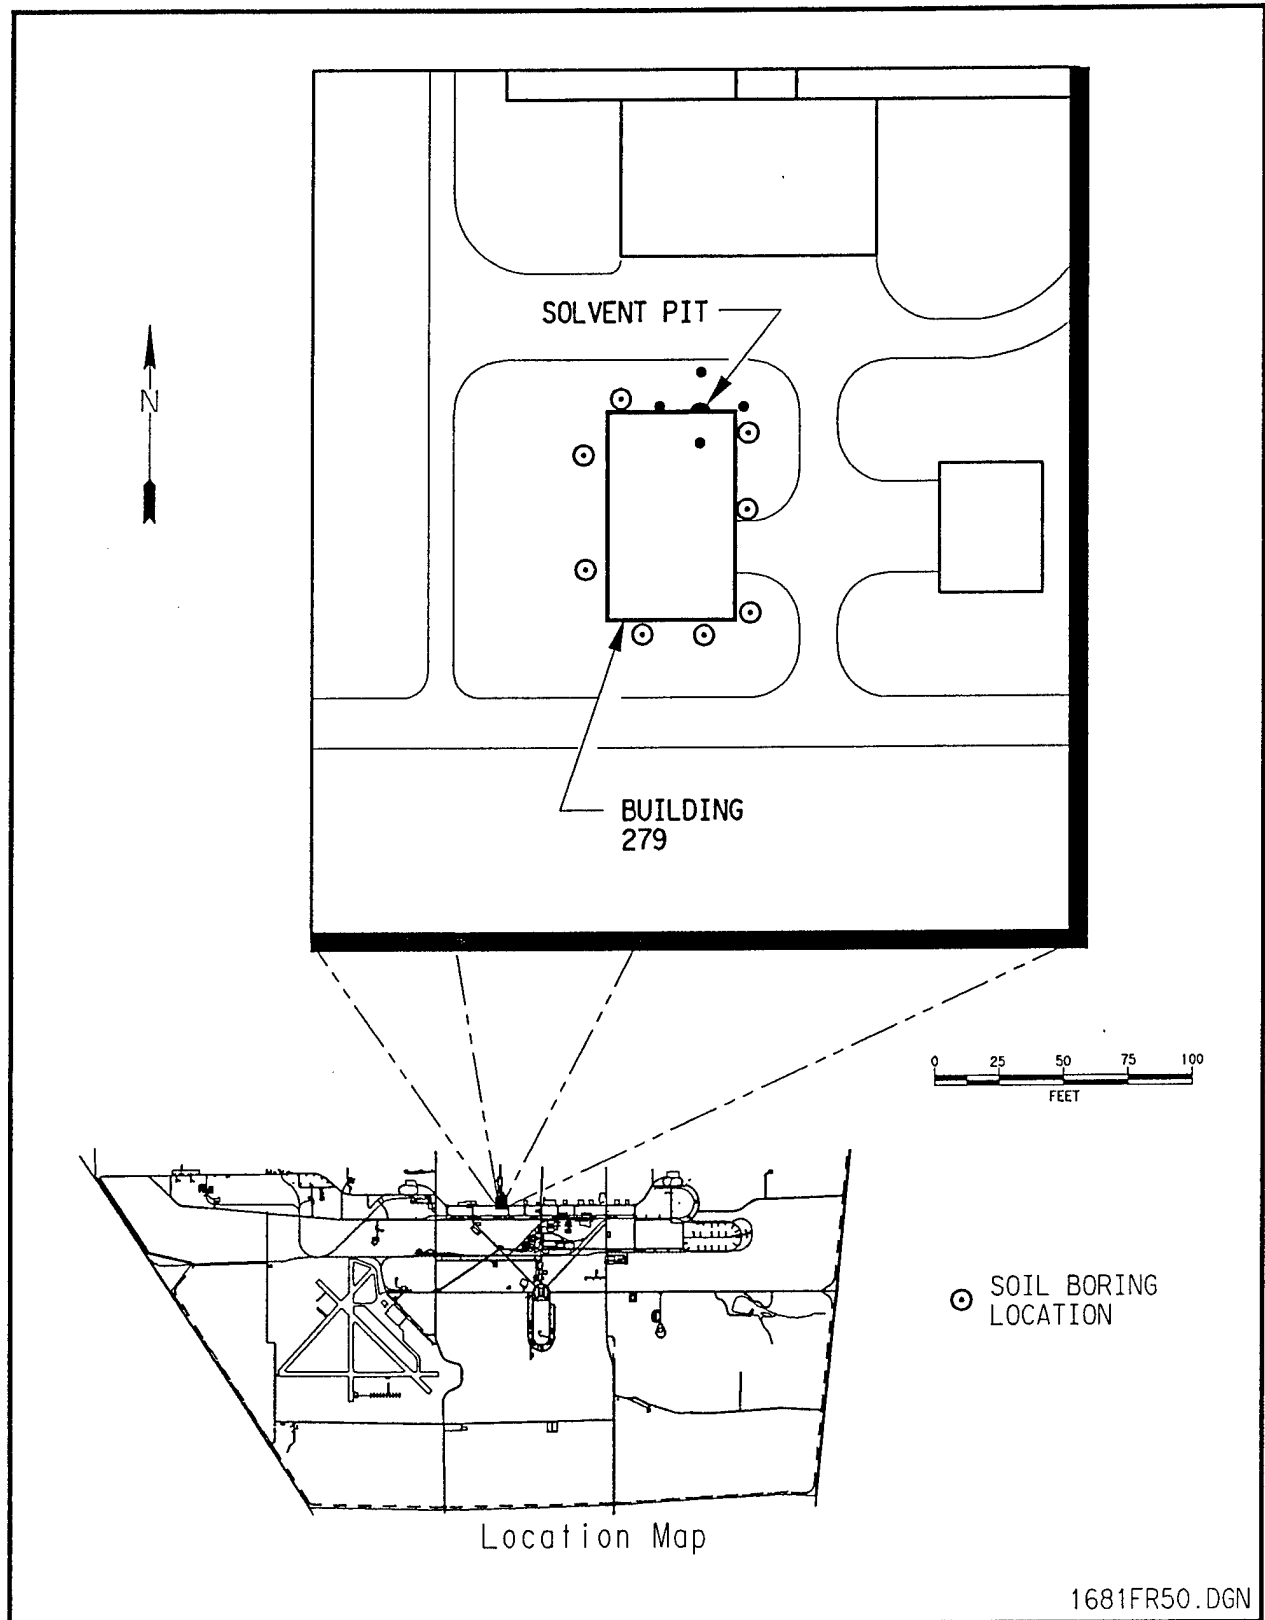 SOLVENT PIT
N
BUILDING
279
0 25 50 75 100
FEET
SOIL BORING
LOCATION
Location Map
1681FR50.DGN